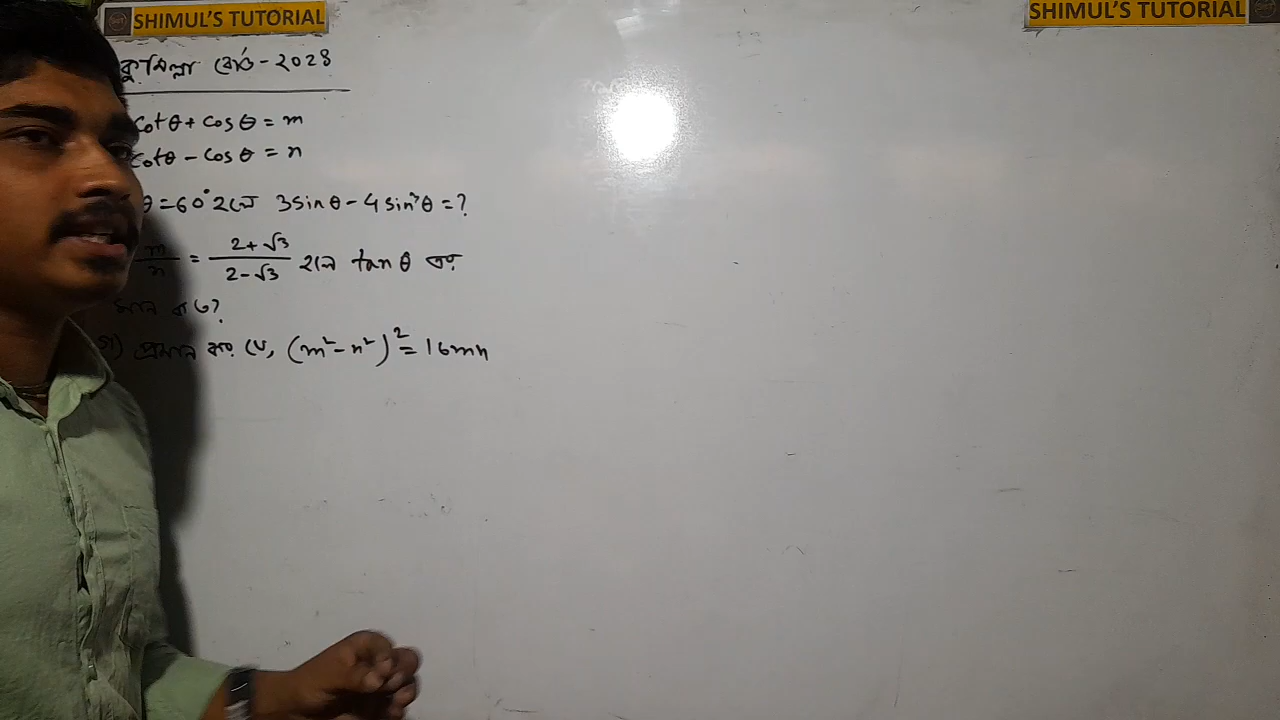 SHIMUL'S TUTORIAL
SHIMUL'S TUTORIAL
কুমিল্লা বোর্ড - ২০২৪
cotθ + cosθ = m
cotθ - cosθ = n
θ = 60° হলে 3sinθ - 4sin³θ = ?
m/n = 2+√3/2-√3 হলে tanθ এর
মান কত?
গ) প্রমাণ কর যে, (m² - n²)² = 16mn